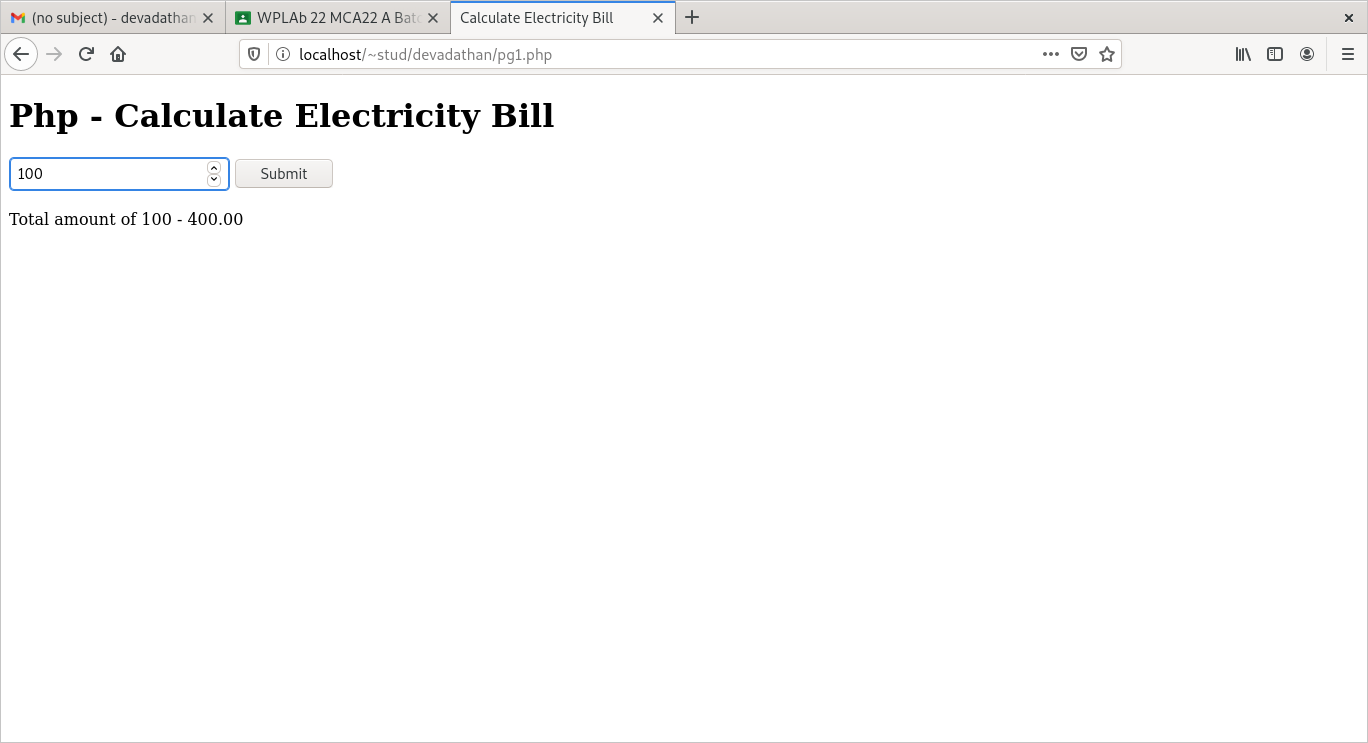 (no subject) - devadathan
WPLAb 22 MCA22 A Batc
Calculate Electricity Bill
localhost/~stud/devadathan/pg1.php
Php - Calculate Electricity Bill
100
Submit
Total amount of 100 - 400.00